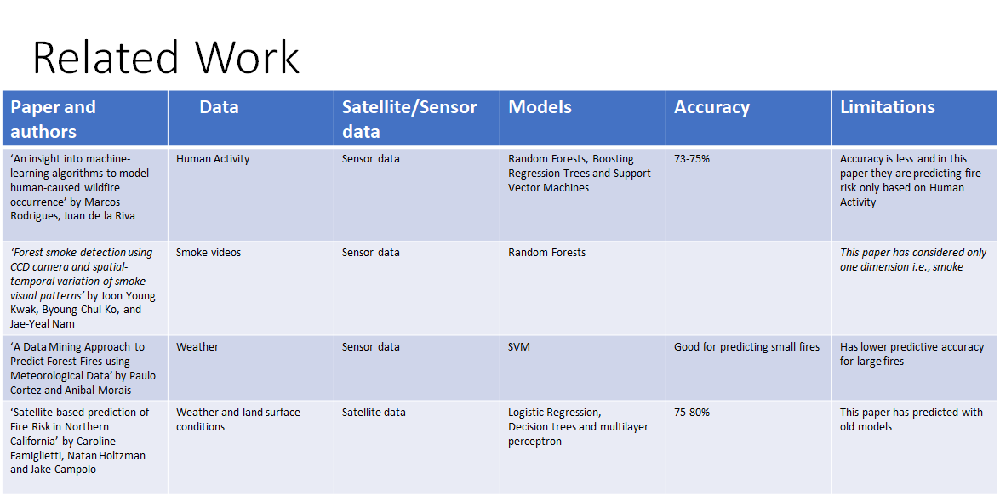 Related Work
Paper and
authors
Data
Satellite/Sensor
data
Models
Accuracy
Limitations
‘An insight into machine-
learning algorithms to model
human-caused wildfire
occurrence’ by Marcos
Rodrigues, Juan de la Riva
Human Activity
Sensor data
Random Forests, Boosting
Regression Trees and Support
Vector Machines
73-75%
Accuracy is less and in this
paper they are predicting fire
risk only based on Human
Activity
‘Forest smoke detection using
CCD camera and spatial-
temporal variation of smoke
visual patterns’ by Joon Young
Kwak, Byoung Chul Ko, and
Jae-Yeal Nam
Smoke videos
Sensor data
Random Forests
This paper has considered only
one dimension i.e., smoke
‘A Data Mining Approach to
Predict Forest Fires using
Meteorological Data’ by Paulo
Cortez and Anibal Morais
Weather
Sensor data
SVM
Good for predicting small fires
Has lower predictive accuracy
for large fires
‘Satellite-based prediction of
Fire Risk in Northern
California’ by Caroline
Famiglietti, Natan Holtzman
and Jake Campolo
Weather and land surface
conditions
Satellite data
Logistic Regression,
Decision trees and multilayer
perceptron
75-80%
This paper has predicted with
old models